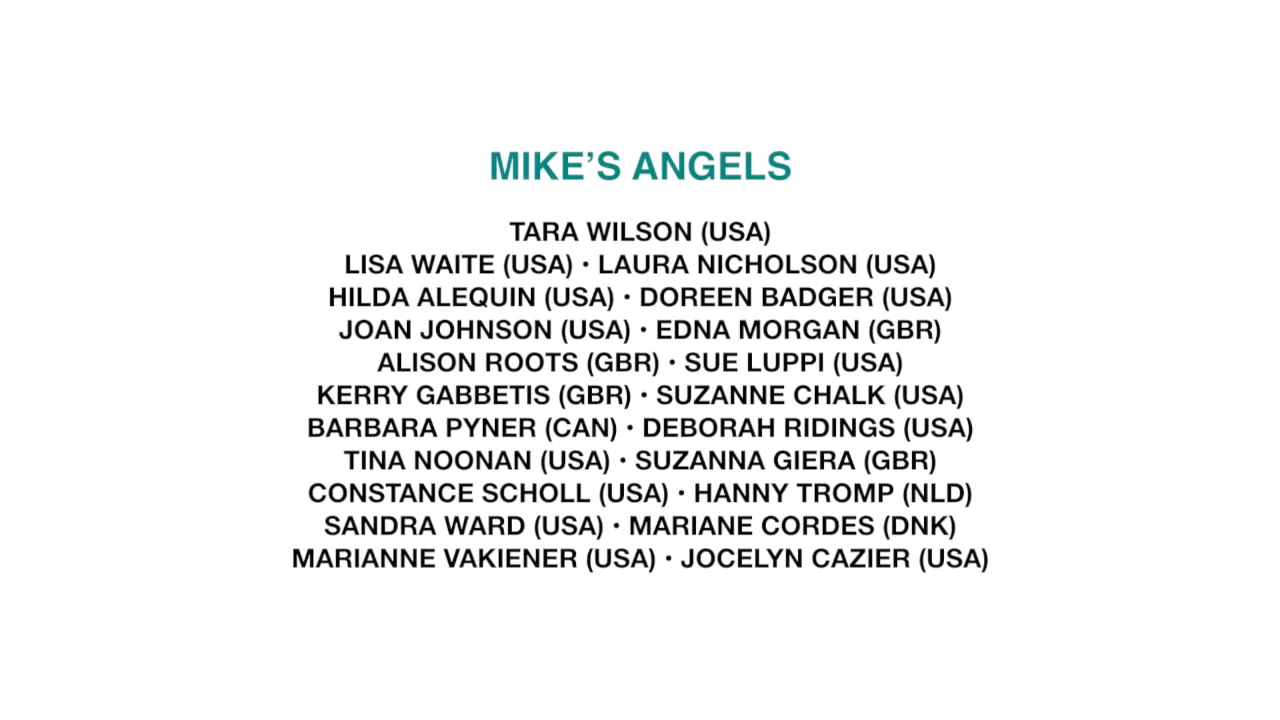 MIKE’S ANGELS
TARA WILSON (USA)
LISA WAITE (USA) • LAURA NICHOLSON (USA)
HILDA ALEQUIN (USA) • DOREEN BADGER (USA)
JOAN JOHNSON (USA) • EDNA MORGAN (GBR)
ALISON ROOTS (GBR) • SUE LUPPI (USA)
KERRY GABBETIS (GBR) • SUZANNE CHALK (USA)
BARBARA PYNER (CAN) • DEBORAH RIDINGS (USA)
TINA NOONAN (USA) • SUZANNA GIERA (GBR)
CONSTANCE SCHOLL (USA) • HANNY TROMP (NLD)
SANDRA WARD (USA) • MARIANE CORDES (DNK)
MARIANNE VAKIENER (USA) • JOCELYN CAZIER (USA)